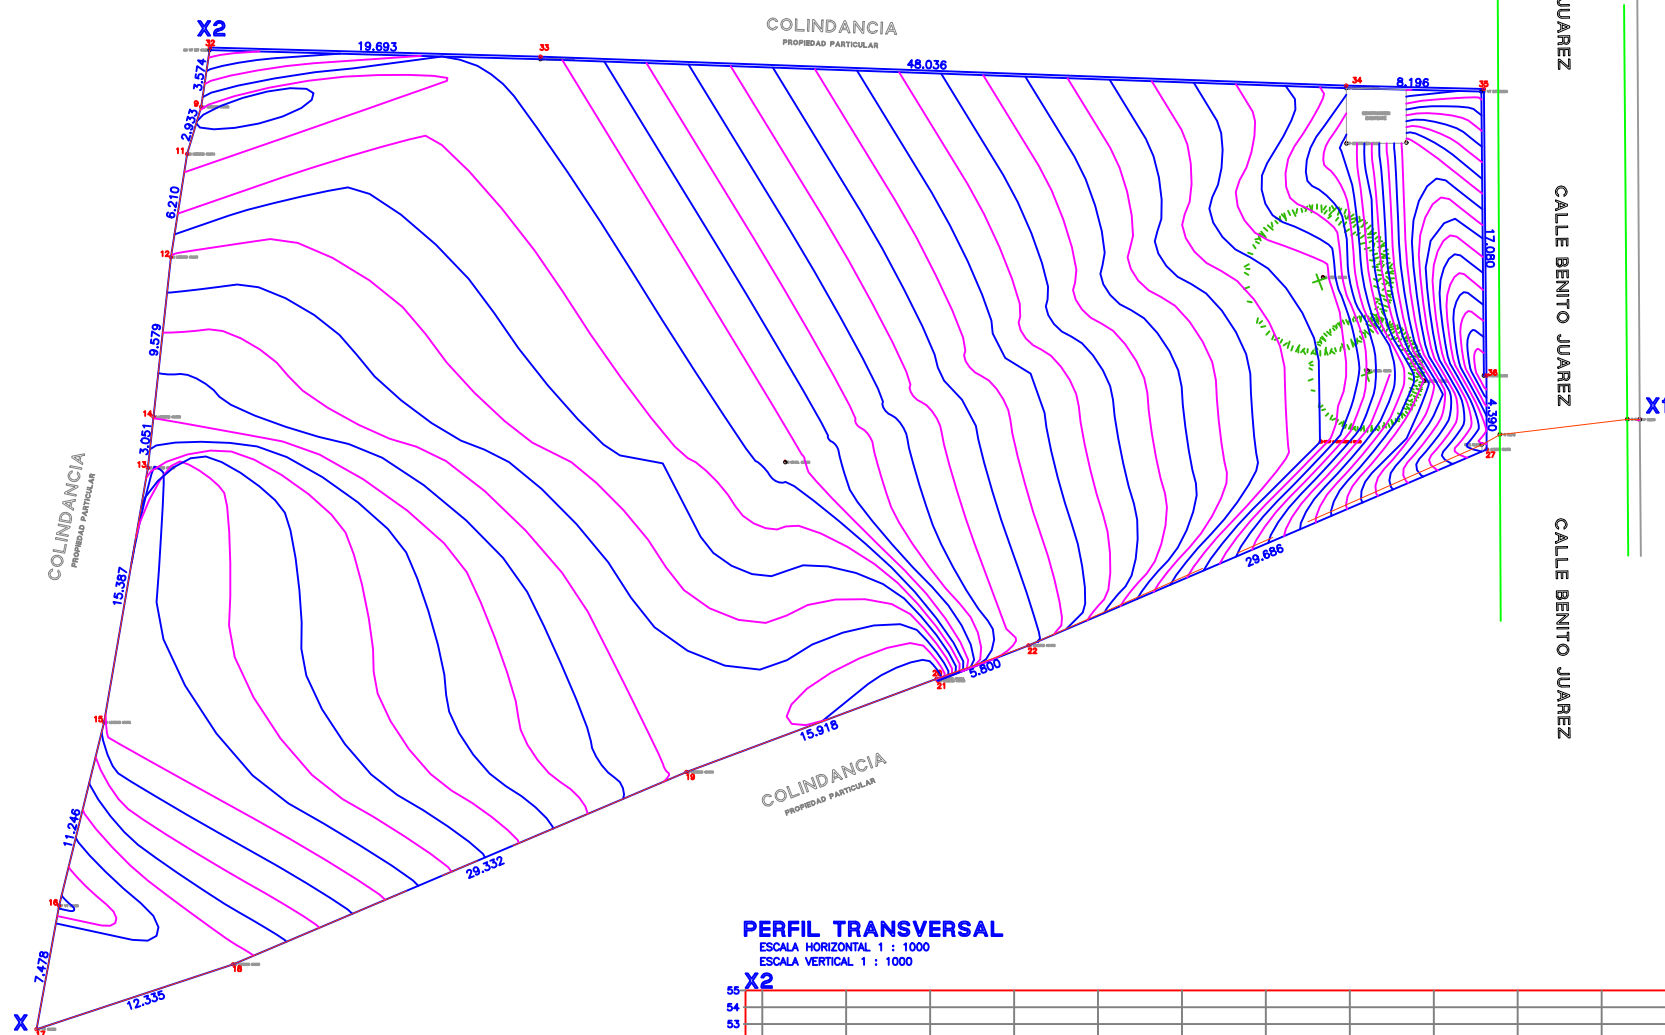 COLINDANCIA
PROPIEDAD PARTICULAR
X2
32
19.693
33
48.036
34
8.196
35
3.574
9
2.933
11
6.210
12
9.579
14
3.051
13
15.387
15
11.246
16
7.478
X
17
12.335
18
29.332
19
15.918
20
21
5.800
22
29.686
27
4.390
36
17.080
X1
COLINDANCIA
PROPIEDAD PARTICULAR
COLINDANCIA
PROPIEDAD PARTICULAR
JUAREZ
CALLE BENITO JUAREZ
CALLE BENITO JUAREZ
PERFIL TRANSVERSAL
ESCALA HORIZONTAL 1 : 1000
ESCALA VERTICAL 1 : 1000
X2
55
54
53